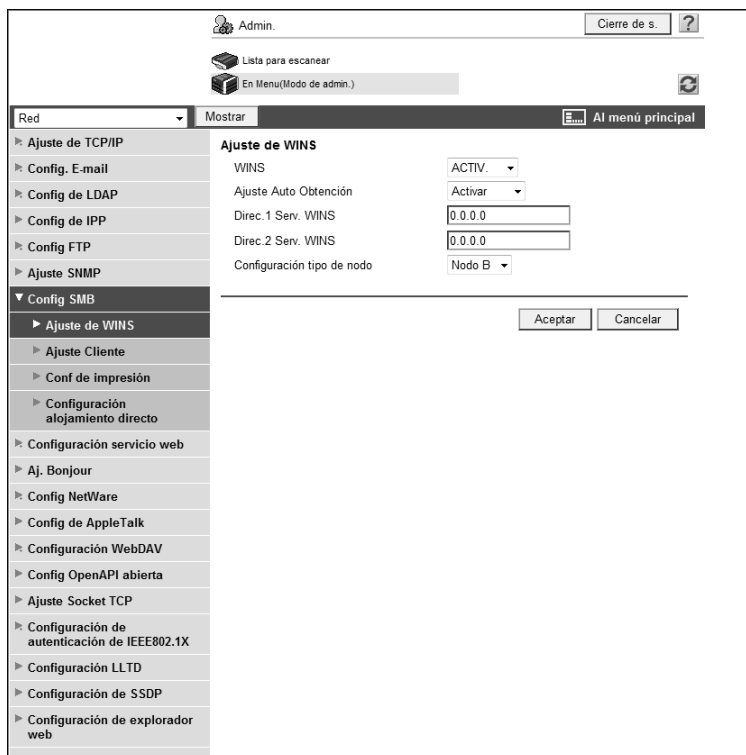 Admin.
Cierre de s.
?
Lista para escanear
En Menu(Modo de admin.)
Red
Mostrar
Al menú principal
Ajuste de TCP/IP
Config. E-mail
Config de LDAP
Config de IPP
Config FTP
Ajuste SNMP
Config SMB
Ajuste de WINS
Ajuste Cliente
Conf de impresión
Configuración
alojamiento directo
Configuración servicio web
Aj. Bonjour
Config NetWare
Config de AppleTalk
Configuración WebDAV
Config OpenAPI abierta
Ajuste Socket TCP
Configuración de
autenticación de IEEE802.1X
Configuración LLTD
Configuración de SSDP
Configuración de explorador
web
Ajuste de WINS
WINS ACTIV.
Ajuste Auto Obtención Activar
Direc.1 Serv. WINS 0.0.0.0
Direc.2 Serv. WINS 0.0.0.0
Configuración tipo de nodo Nodo B
Aceptar Cancelar